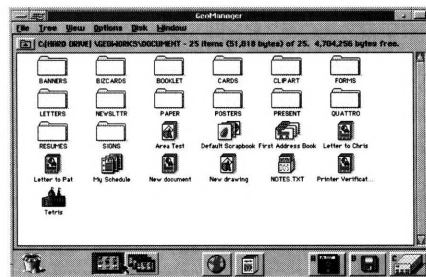 GeoManager
File Tree View Options Disk Window
C:[HARD DRIVE] \GEOWORKS\DOCUMENT - 25 items (51,818 bytes) of 25. 4,704,256 bytes free.
BANNERS BIZCARDS BOOKLET CARDS CLIPART FORMS
LETTERS NEWSLTTR PAPER POSTERS PRESENT QUATTRO
RESUMES SIGNS Area Test Default Scrapbook First Address Book Letter to Chris
Letter to Pat My Schedule New document New drawing NOTES.TXT Printer Verificat...
Tetris
A B C